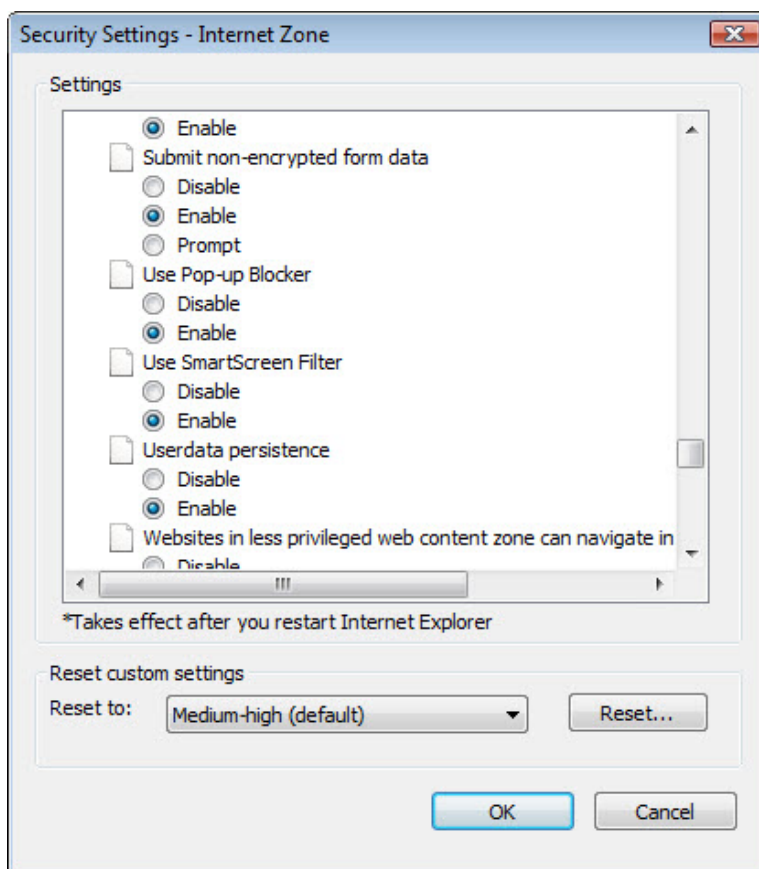 Security Settings - Internet Zone
Settings
Enable
Submit non-encrypted form data
Disable
Enable
Prompt
Use Pop-up Blocker
Disable
Enable
Use SmartScreen Filter
Disable
Enable
Userdata persistence
Disable
Enable
Websites in less privileged web content zone can navigate in
Disable
*Takes effect after you restart Internet Explorer
Reset custom settings
Reset to: Medium-high (default) Reset...
OK Cancel